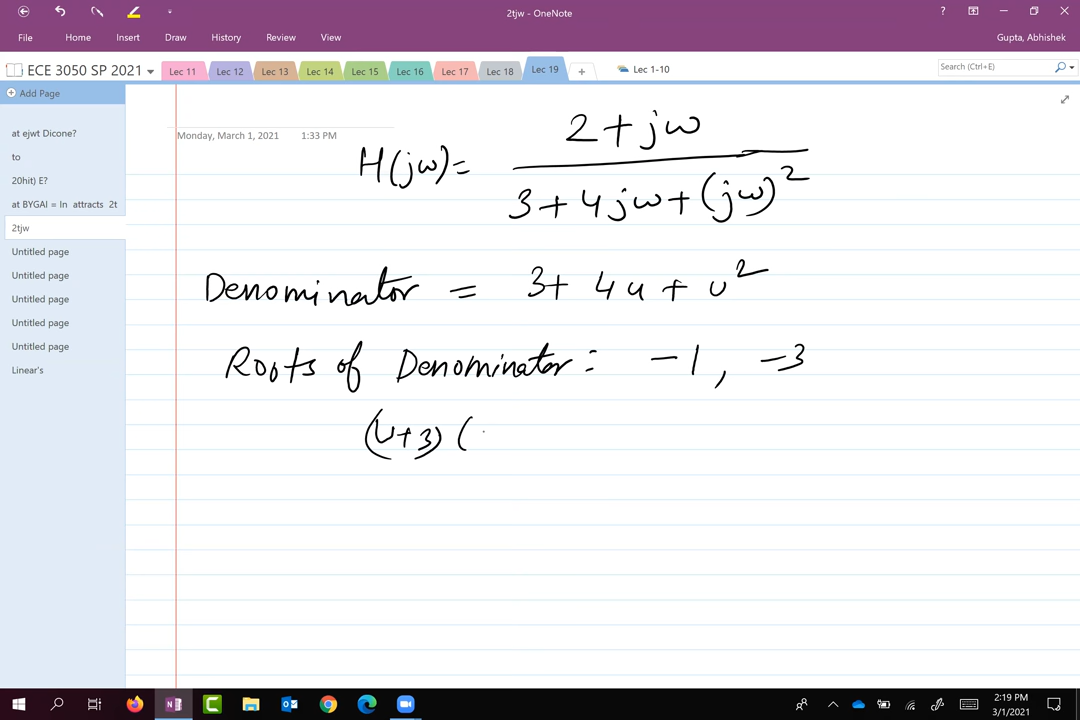 2tjw - OneNote
File Home Insert Draw History Review View Gupta, Abhishek
ECE 3050 SP 2021 Lec 11 Lec 12 Lec 13 Lec 14 Lec 15 Lec 16 Lec 17 Lec 18 Lec 19 Lec 1-10 Search (Ctrl+E)
Add Page
at ejwt Dicone?
to
20hit) E?
at BYGAI = In attracts 2t
2tjw
Untitled page
Untitled page
Untitled page
Untitled page
Untitled page
Linear's
Monday, March 1, 2021 1:33 PM
H(jω) = 2 + jω / 3 + 4jω + (jω)²
Denominator = 3 + 4u + u²
Roots of Denominator: -1, -3
(u+3) (
2:19 PM
3/1/2021